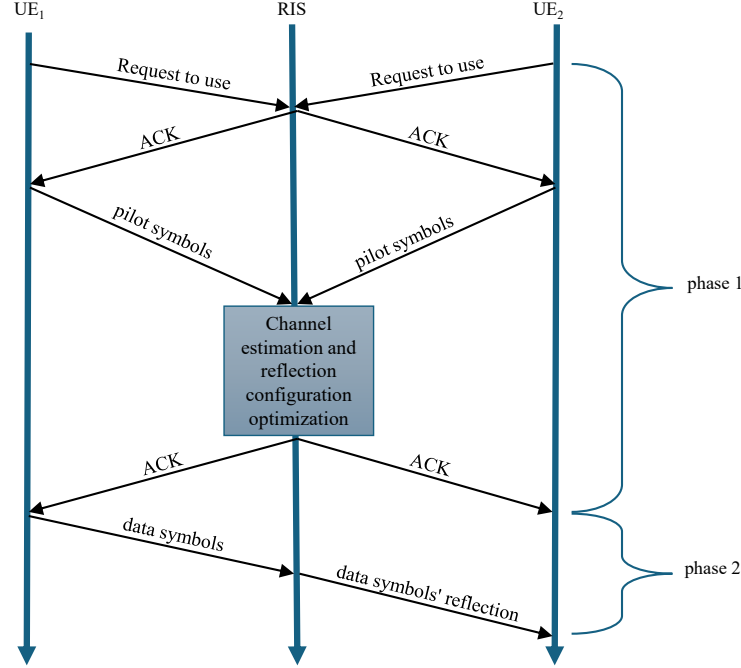 UE₁ RIS UE₂
Request to use Request to use
ACK ACK
pilot symbols pilot symbols
phase 1
Channel
estimation and
reflection
configuration
optimization
ACK ACK
data symbols
phase 2
data symbols' reflection